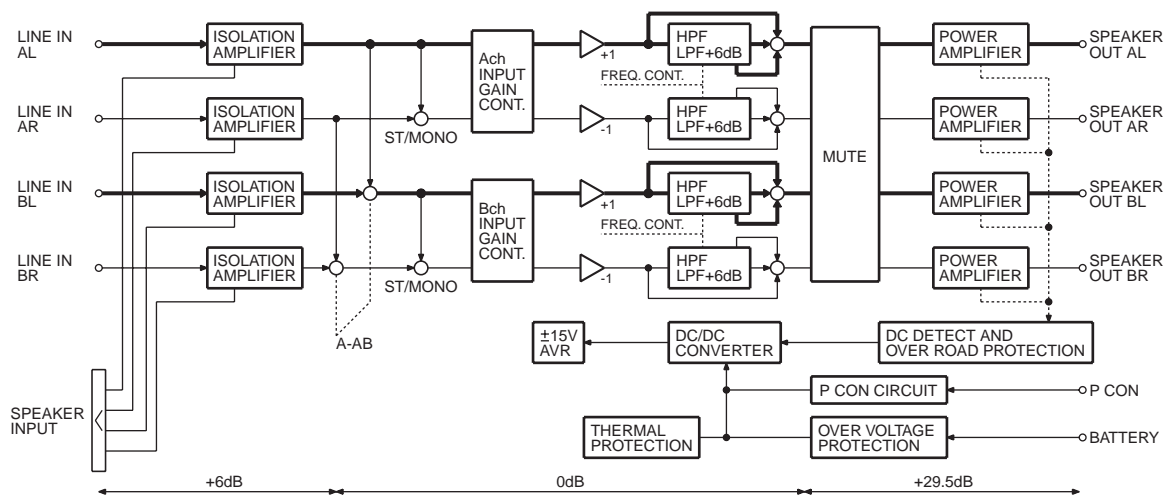 LINE IN
AL
ISOLATION
AMPLIFIER
Ach
INPUT
GAIN
CONT.
+1
HPF
LPF+6dB
FREQ. CONT.
MUTE
POWER
AMPLIFIER
SPEAKER
OUT AL
LINE IN
AR
ISOLATION
AMPLIFIER
ST/MONO
-1
HPF
LPF+6dB
POWER
AMPLIFIER
SPEAKER
OUT AR
LINE IN
BL
ISOLATION
AMPLIFIER
Bch
INPUT
GAIN
CONT.
+1
HPF
LPF+6dB
FREQ. CONT.
POWER
AMPLIFIER
SPEAKER
OUT BL
LINE IN
BR
ISOLATION
AMPLIFIER
ST/MONO
-1
HPF
LPF+6dB
POWER
AMPLIFIER
SPEAKER
OUT BR
A-AB
±15V
AVR
DC/DC
CONVERTER
DC DETECT AND
OVER ROAD PROTECTION
P CON CIRCUIT
P CON
SPEAKER
INPUT
THERMAL
PROTECTION
OVER VOLTAGE
PROTECTION
BATTERY
+6dB
0dB
+29.5dB